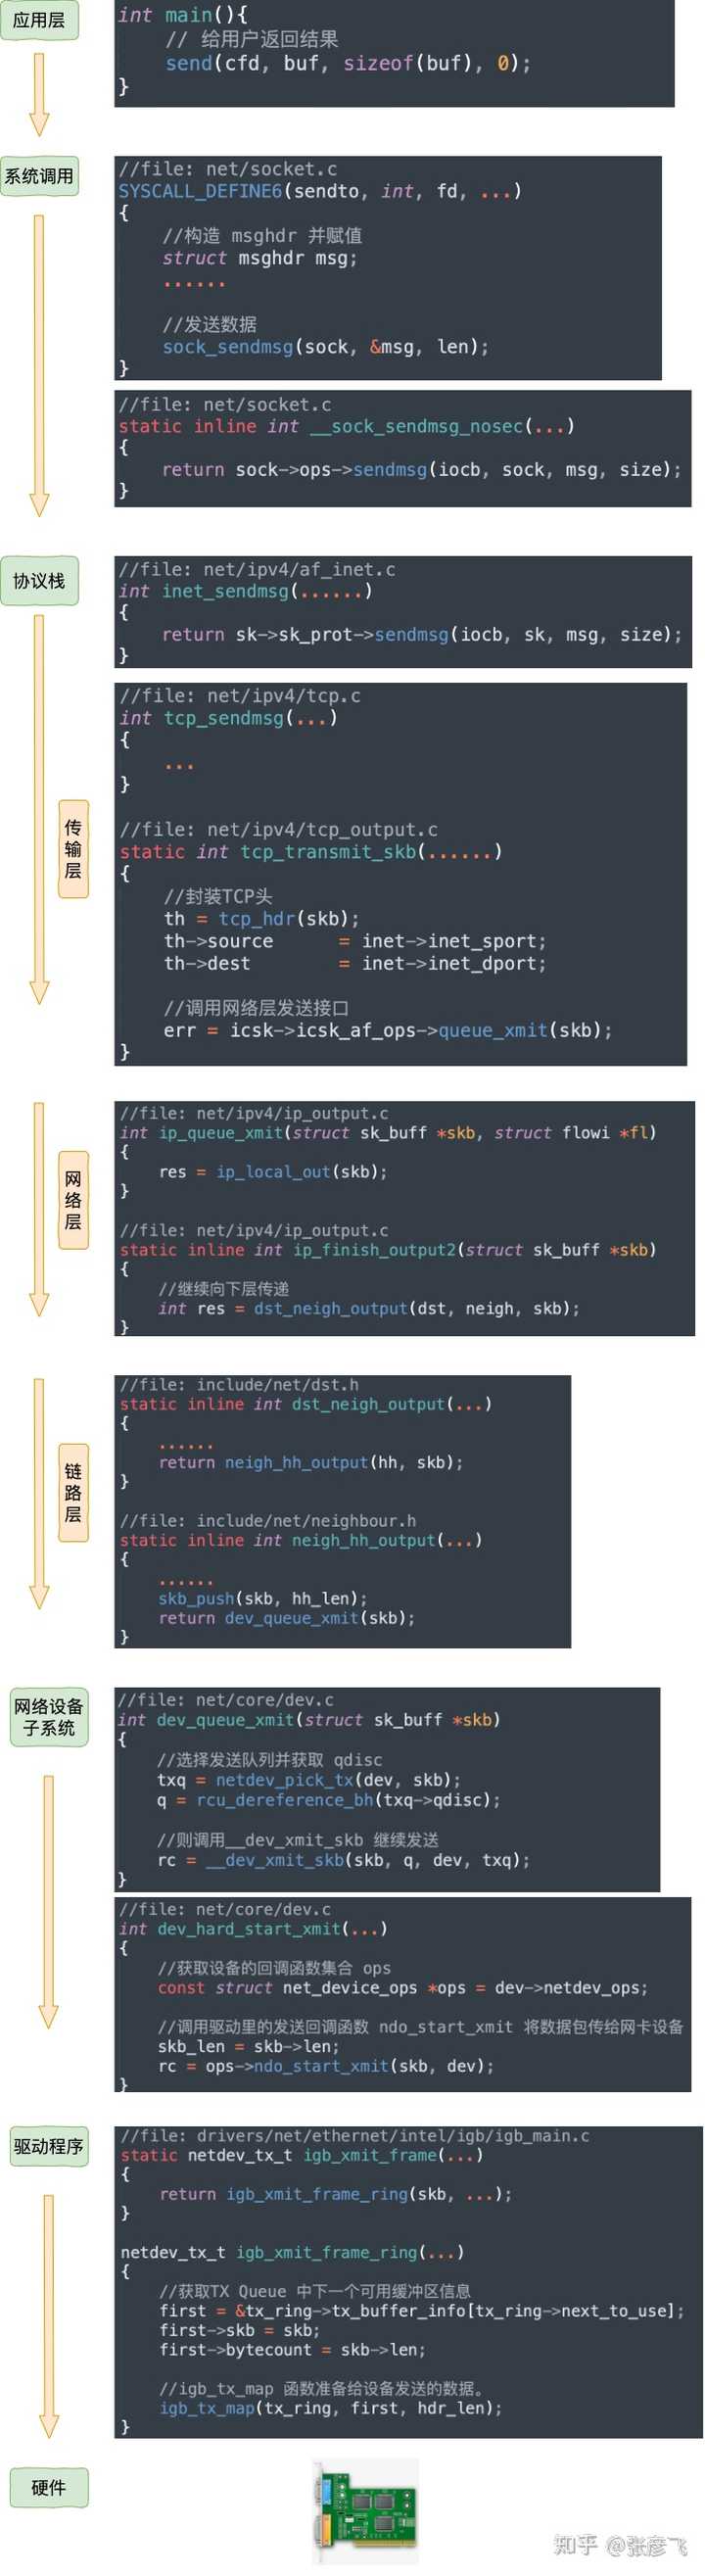 应用层
int main(){
// 给用户返回结果
send(cfd, buf, sizeof(buf), 0);
}
系统调用
//file: net/socket.c
SYSCALL_DEFINE6(sendto, int, fd, ...)
{
//构造 msghdr 并赋值
struct msghdr msg;
......
//发送数据
sock_sendmsg(sock, &msg, len);
}
//file: net/socket.c
static inline int __sock_sendmsg_nosec(...)
{
return sock->ops->sendmsg(iocb, sock, msg, size);
}
协议栈
//file: net/ipv4/af_inet.c
int inet_sendmsg(......)
{
return sk->sk_prot->sendmsg(iocb, sk, msg, size);
}
传输层
//file: net/ipv4/tcp.c
int tcp_sendmsg(...)
{
...
}
//file: net/ipv4/tcp_output.c
static int tcp_transmit_skb(......)
{
//封装TCP头
th = tcp_hdr(skb);
th->source = inet->inet_sport;
th->dest = inet->inet_dport;
//调用网络层发送接口
err = icsk->icsk_af_ops->queue_xmit(skb);
}
网络层
//file: net/ipv4/ip_output.c
int ip_queue_xmit(struct sk_buff *skb, struct flowi *fl)
{
res = ip_local_out(skb);
}
//file: net/ipv4/ip_output.c
static inline int ip_finish_output2(struct sk_buff *skb)
{
//继续向下层传递
int res = dst_neigh_output(dst, neigh, skb);
}
链路层
//file: include/net/dst.h
static inline int dst_neigh_output(...)
{
......
return neigh_hh_output(hh, skb);
}
//file: include/net/neighbour.h
static inline int neigh_hh_output(...)
{
......
skb_push(skb, hh_len);
return dev_queue_xmit(skb);
}
网络设备
子系统
//file: net/core/dev.c
int dev_queue_xmit(struct sk_buff *skb)
{
//选择发送队列并获取 qdisc
txq = netdev_pick_tx(dev, skb);
q = rcu_dereference_bh(txq->qdisc);
//则调用__dev_xmit_skb 继续发送
rc = __dev_xmit_skb(skb, q, dev, txq);
}
//file: net/core/dev.c
int dev_hard_start_xmit(...)
{
//获取设备的回调函数集合 ops
const struct net_device_ops *ops = dev->netdev_ops;
//调用驱动里的发送回调函数 ndo_start_xmit 将数据包传给网卡设备
skb_len = skb->len;
rc = ops->ndo_start_xmit(skb, dev);
}
驱动程序
//file: drivers/net/ethernet/intel/igb/igb_main.c
static netdev_tx_t igb_xmit_frame(...)
{
return igb_xmit_frame_ring(skb, ...);
}
netdev_tx_t igb_xmit_frame_ring(...)
{
//获取TX Queue 中下一个可用缓冲区信息
first = &tx_ring->tx_buffer_info[tx_ring->next_to_use];
first->skb = skb;
first->bytecount = skb->len;
//igb_tx_map 函数准备给设备发送的数据。
igb_tx_map(tx_ring, first, hdr_len);
}
硬件
知乎 @张彦飞